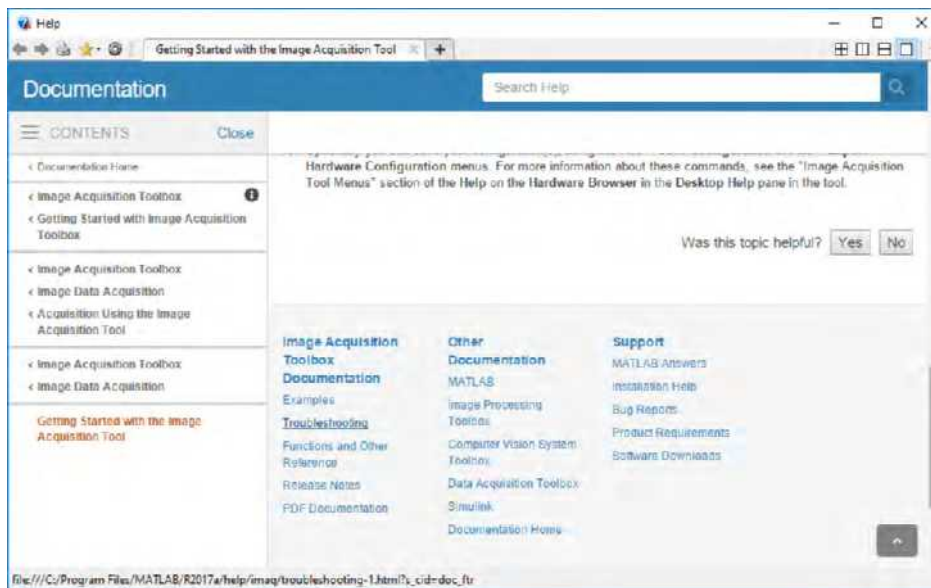 Help
Getting Started with the Image Acquisition Tool
Documentation
Search Help
CONTENTS
Close
< Documentation Home
< Image Acquisition Toolbox
< Getting Started with Image Acquisition
Toolbox
< Image Acquisition Toolbox
< Image Data Acquisition
< Acquisition Using the Image
Acquisition Tool
< Image Acquisition Toolbox
< Image Data Acquisition
Getting Started with the Image
Acquisition Tool
Hardware Configuration menus. For more information about these commands, see the "Image Acquisition
Tool Menus" section of the Help on the Hardware Browser in the Desktop Help pane in the tool.
Was this topic helpful? Yes No
Image Acquisition
Toolbox
Documentation
Examples
Troubleshooting
Functions and Other
Reference
Release Notes
PDF Documentation
Other
Documentation
MATLAB
Image Processing
Toolbox
Computer Vision System
Toolbox
Data Acquisition Toolbox
Simulink
Documentation Home
Support
MATLAB Answers
Installation Help
Bug Reports
Product Requirements
Software Downloads
file:///C:/Program Files/MATLAB/R2017a/help/imaq/troubleshooting-1.html?s_cid=doc_ftr